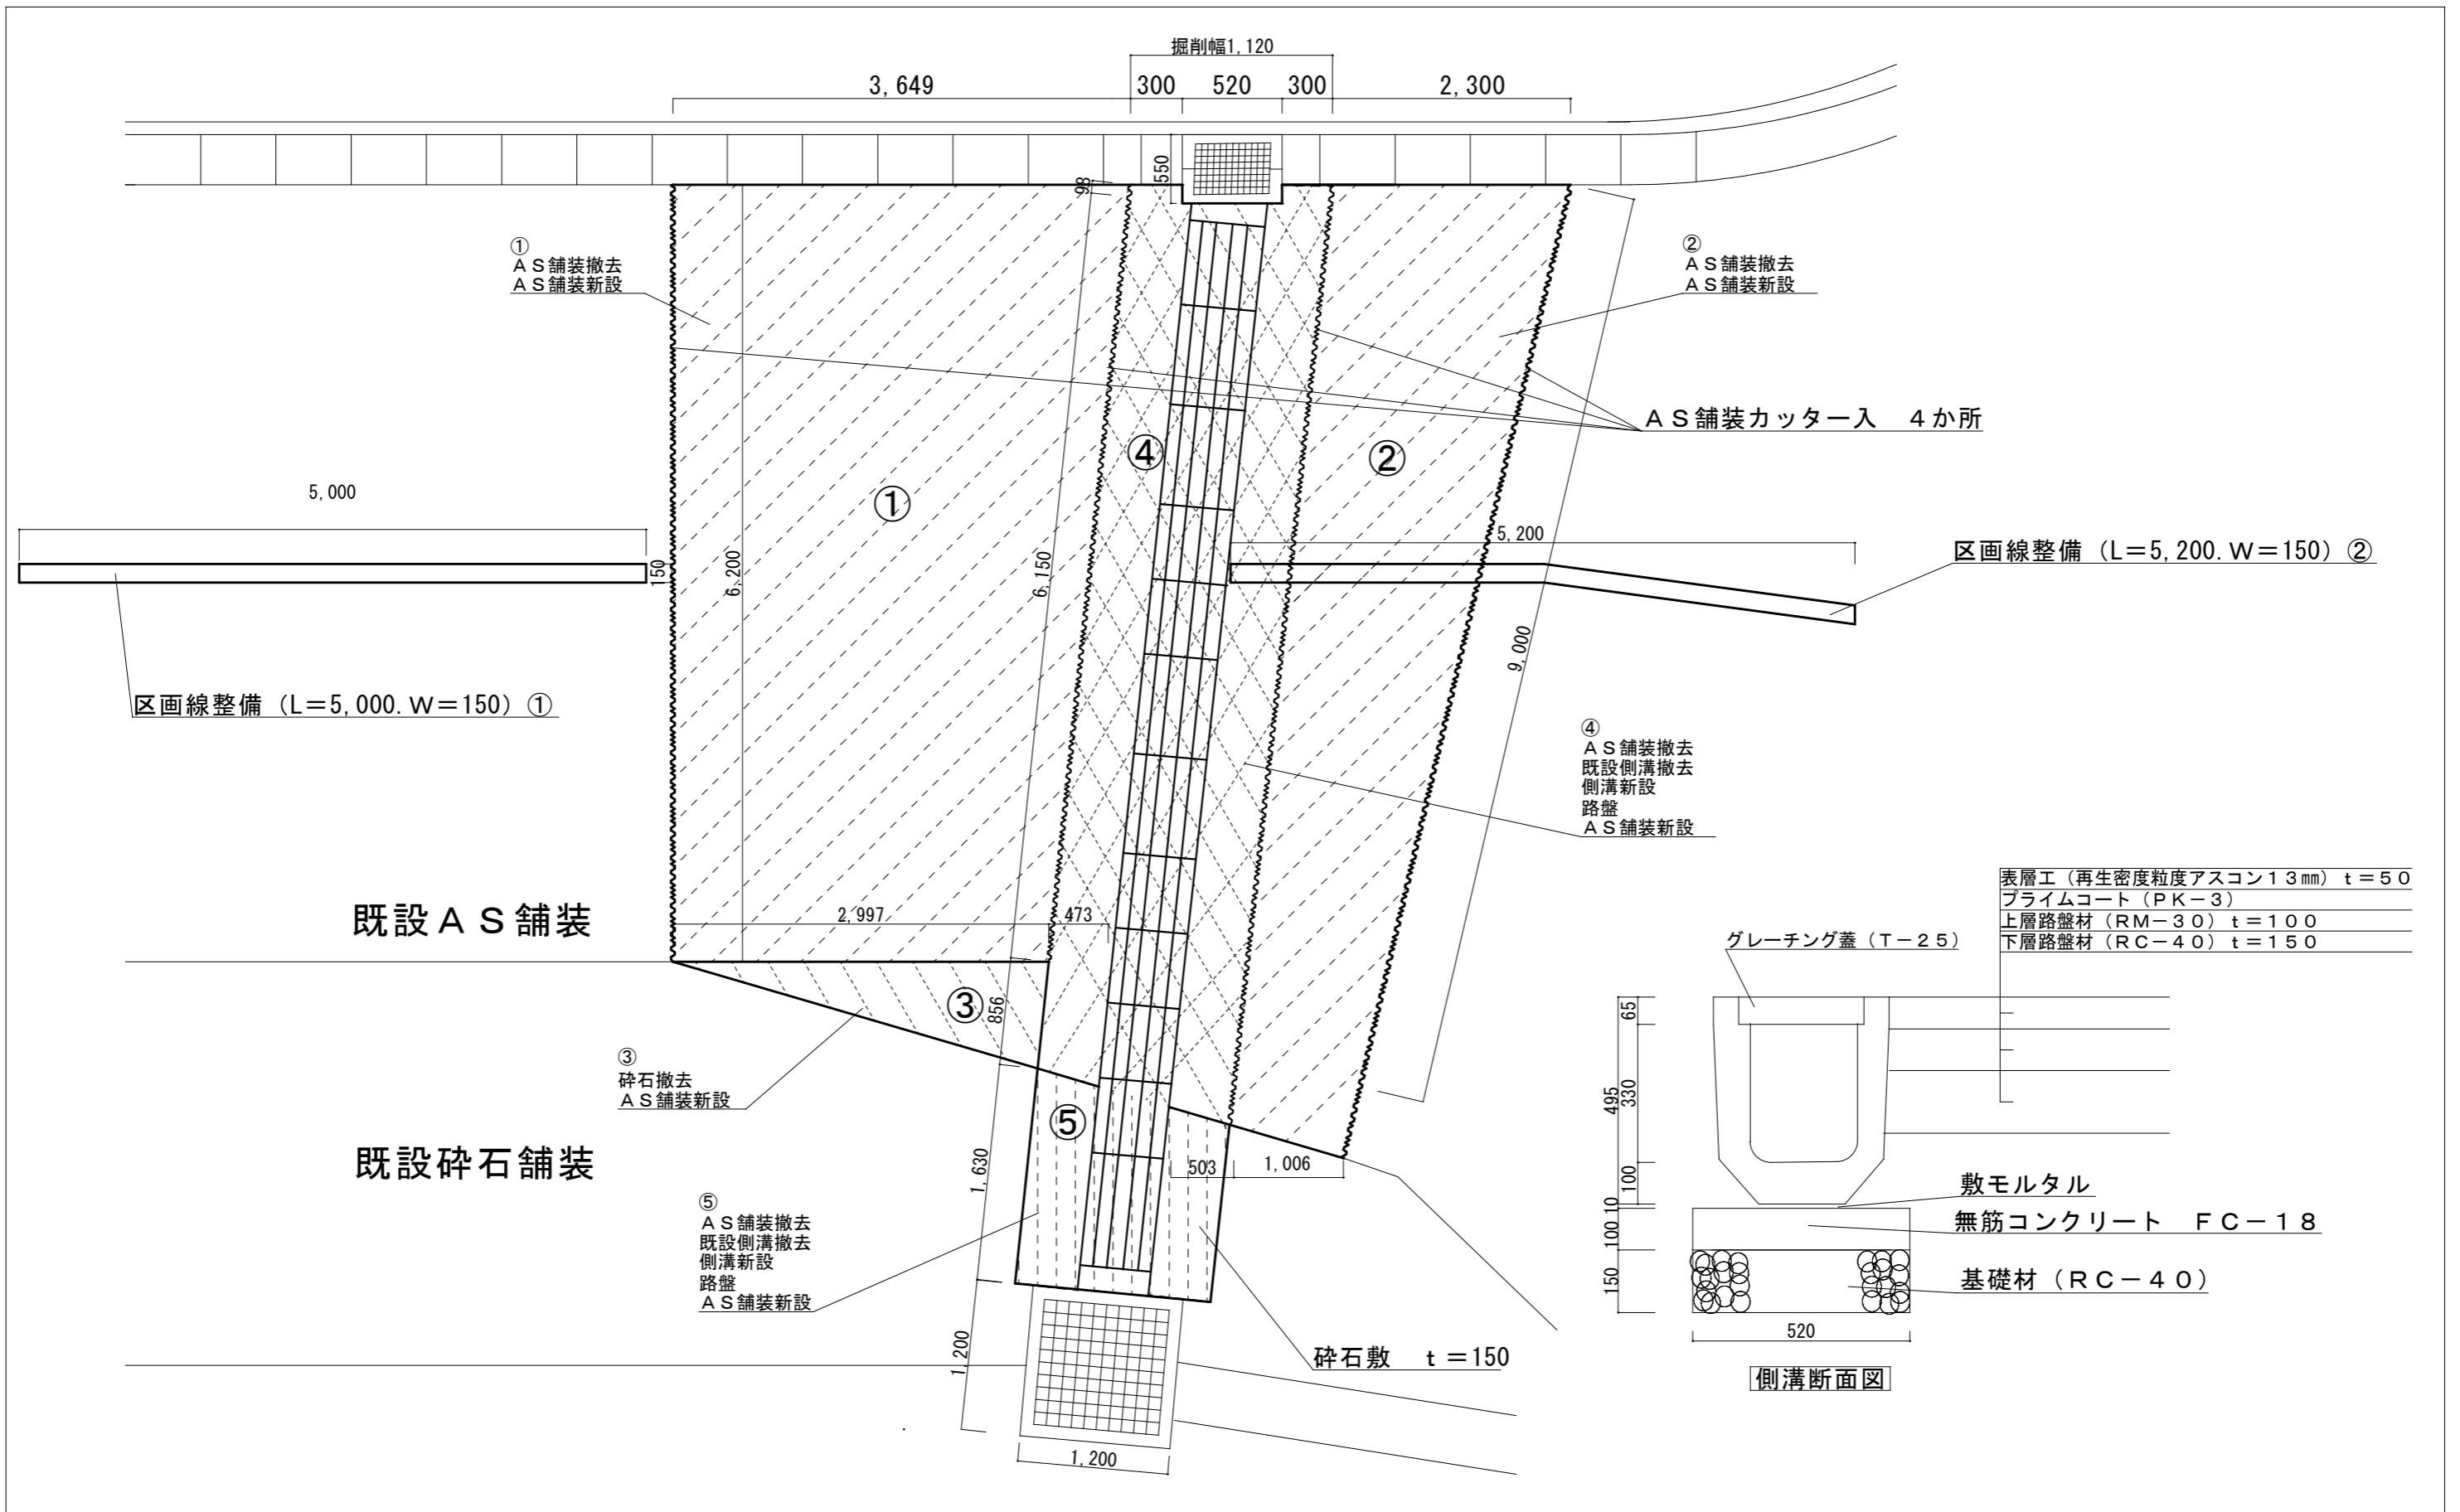 掘削幅1,120
3,649
300
520
300
2,300
550
98
①
ＡＳ舗装撤去
ＡＳ舗装新設
②
ＡＳ舗装撤去
ＡＳ舗装新設
ＡＳ舗装カッター入　４か所
④
②
①
5,000
150
6,200
6,150
5,200
区画線整備（L＝5,200.Ｗ＝150）②
9,000
区画線整備（L＝5,000.Ｗ＝150）①
④
ＡＳ舗装撤去
既設側溝撤去
側溝新設
路盤
ＡＳ舗装新設
既設ＡＳ舗装
2,997
473
表層工（再生密度粒度アスコン１３㎜）ｔ＝５０
プライムコート（ＰＫ－３）
上層路盤材（ＲＭ－３０）ｔ＝１００
下層路盤材（ＲＣ－４０）ｔ＝１５０
グレーチング蓋（Ｔ－２５）
③
856
③
砕石撤去
ＡＳ舗装新設
⑤
既設砕石舗装
1,630
503
1,006
⑤
ＡＳ舗装撤去
既設側溝撤去
側溝新設
路盤
ＡＳ舗装新設
65
495
330
100
10
100
150
敷モルタル
無筋コンクリート　ＦＣ－１８
基礎材（ＲＣ－４０）
520
1,200
砕石敷　ｔ＝150
側溝断面図
1,200